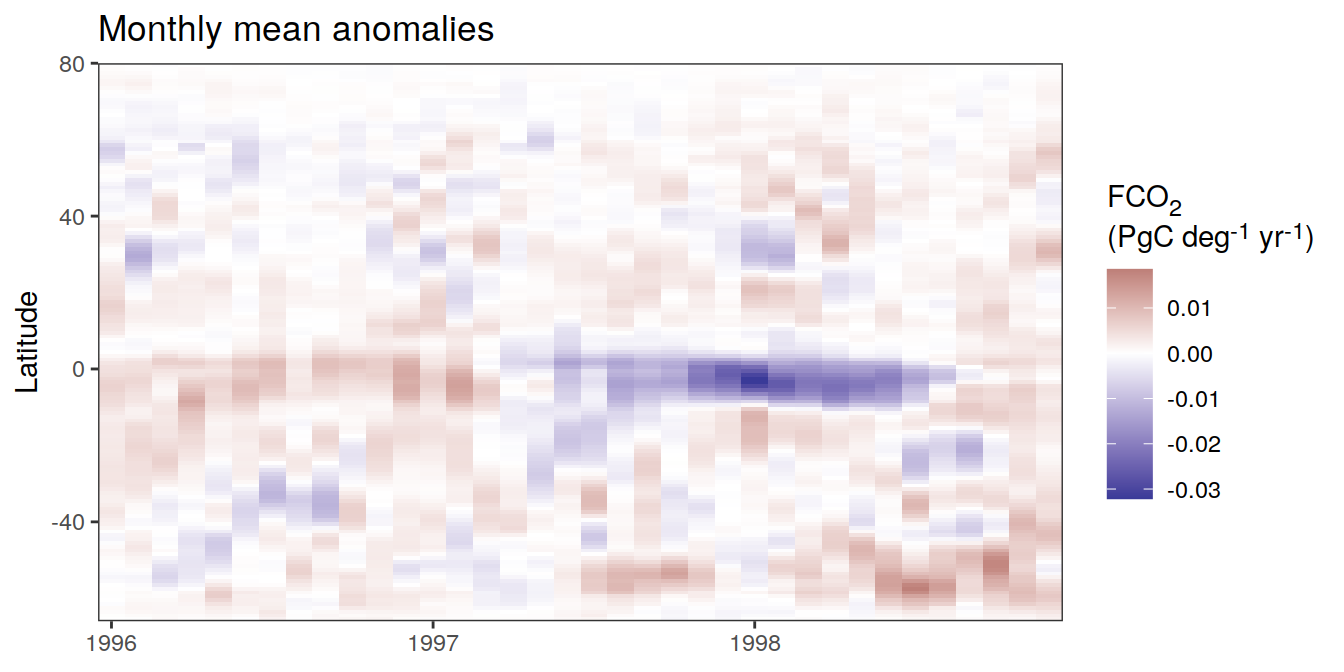 Monthly mean anomalies
80
40
0
-40
Latitude
1996 1997 1998
FCO₂
(PgC deg⁻¹ yr⁻¹)
0.01
0.00
-0.01
-0.02
-0.03